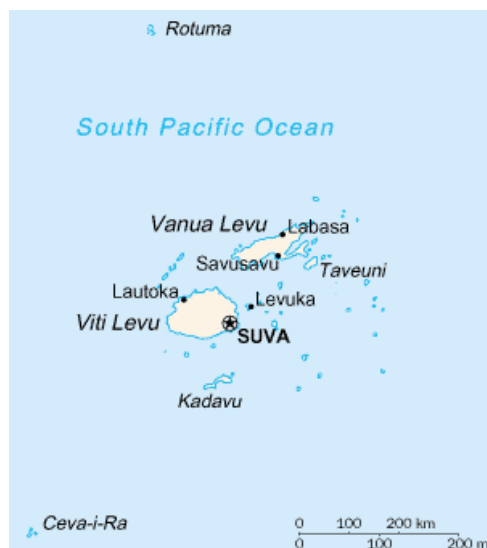 Rotuma
South Pacific Ocean
Vanua Levu
Labasa
Savusavu
Taveuni
Lautoka
Levuka
Viti Levu
SUVA
Kadavu
Ceva-i-Ra
0 100 200 km
0 100 200 m